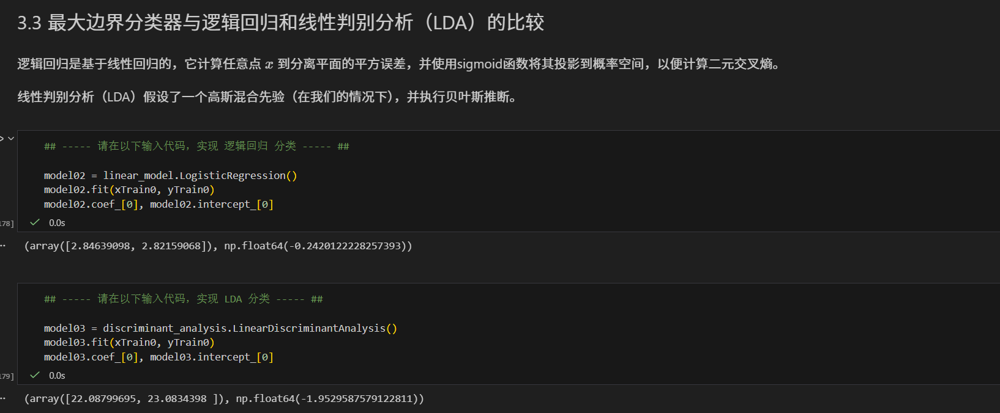 3.3 最大边界分类器与逻辑回归和线性判别分析（LDA）的比较
逻辑回归是基于线性回归的，它计算任意点 x 到分离平面的平方误差，并使用sigmoid函数将其投影到概率空间，以便计算二元交叉熵。
线性判别分析（LDA）假设了一个高斯混合先验（在我们的情况下），并执行贝叶斯推断。
## ----- 请在以下输入代码，实现 逻辑回归 分类 ----- ##
model02 = linear_model.LogisticRegression()
model02.fit(xTrain0, yTrain0)
model02.coef_[0], model02.intercept_[0]
178] 0.0s
(array([2.84639098, 2.82159068]), np.float64(-0.2420122228257393))
## ----- 请在以下输入代码，实现 LDA 分类 ----- ##
model03 = discriminant_analysis.LinearDiscriminantAnalysis()
model03.fit(xTrain0, yTrain0)
model03.coef_[0], model03.intercept_[0]
179] 0.0s
(array([22.08799695, 23.0834398 ]), np.float64(-1.9529587579122811))